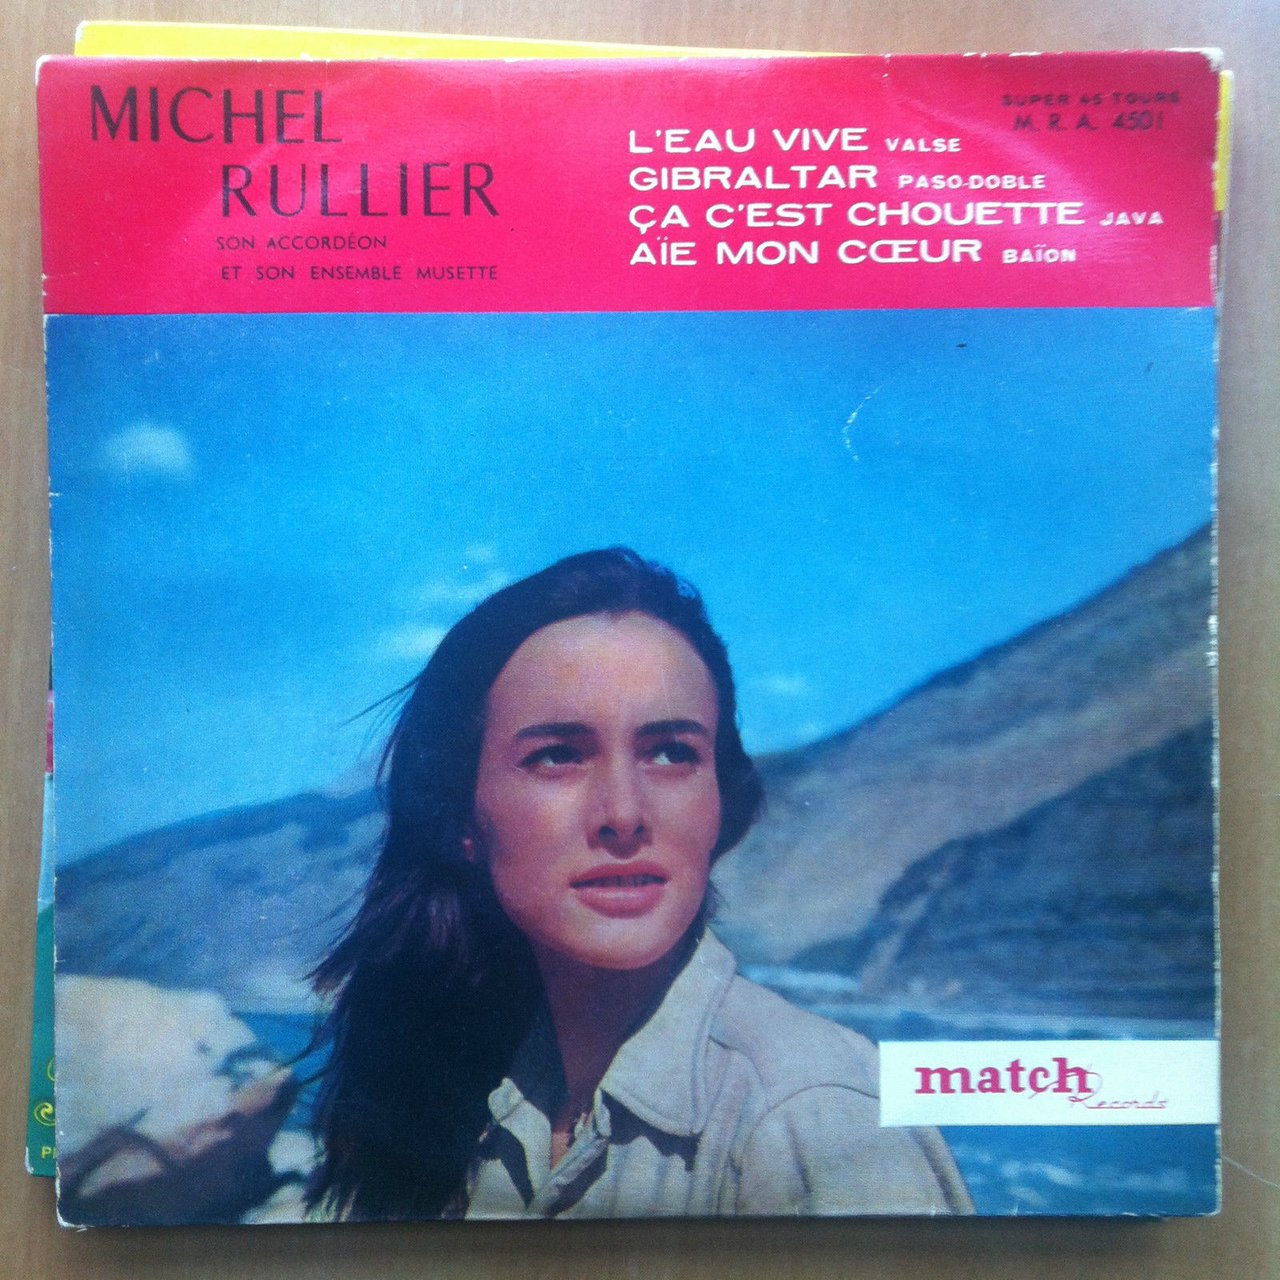 MICHEL
RULLIER
SON ACCORDÉON
ET SON ENSEMBLE MUSETTE
SUPER 45 TOURS
M. R. A. 4501
L'EAU VIVE VALSE
GIBRALTAR PASO-DOBLE
ÇA C'EST CHOUETTE JAVA
AÏE MON CŒUR BAÏON
match
Records